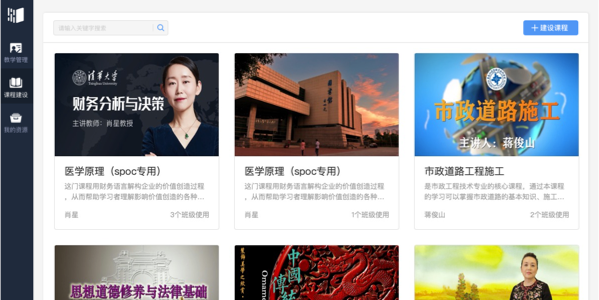 请输入关键字搜索
+ 建设课程
教学管理
课程建设
我的资源
清华大学
Tsinghua University
财务分析与决策
主讲教师：肖星教授
市政道路施工
主讲人：蒋俊山
医学原理（spoc专用）
这门课程用财务语言解构企业的价值创造过程
，从而帮助学习者理解影响价值创造的各种...
肖星
3个班级使用
医学原理（spoc专用）
这门课程用财务语言解构企业的价值创造过程
，从而帮助学习者理解影响价值创造的各种...
肖星
1个班级使用
市政道路工程施工
是市政工程技术专业的核心课程。通过本课程
的学习可以掌握市政道路的基本知识、施工...
蒋俊山
2个班级使用
思想道德修养与法律基础
中國傳
Orname